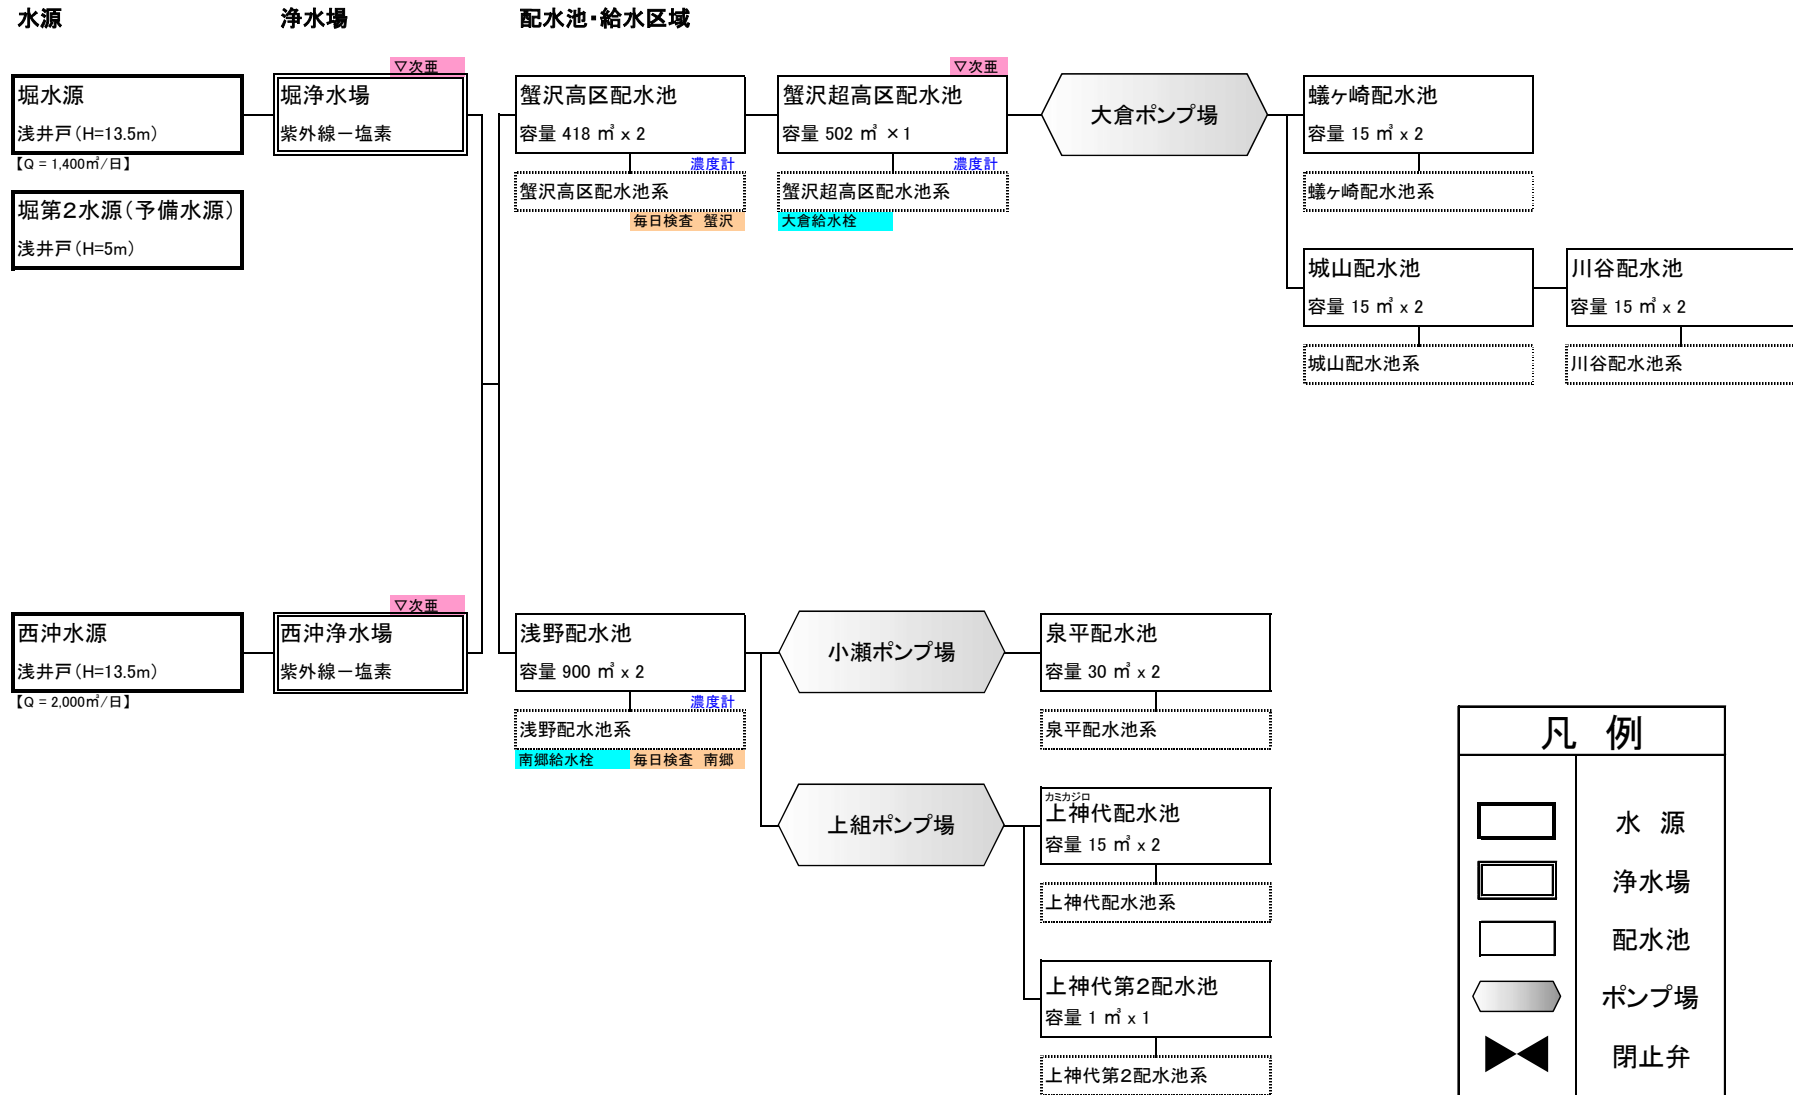 水源
浄水場
配水池・給水区域
▽次亜
堀水源
浅井戸(H=13.5m)
【Q = 1,400㎥/日】
堀浄水場
紫外線－塩素
蟹沢高区配水池
容量 418 ㎥ x 2
濃度計
蟹沢高区配水池系
毎日検査 蟹沢
▽次亜
蟹沢超高区配水池
容量 502 ㎥ ×1
濃度計
蟹沢超高区配水池系
大倉給水栓
大倉ポンプ場
蟻ヶ崎配水池
容量 15 ㎥ x 2
蟻ヶ崎配水池系
堀第2水源(予備水源)
浅井戸(H=5m)
城山配水池
容量 15 ㎥ x 2
城山配水池系
川谷配水池
容量 15 ㎥ x 2
川谷配水池系
▽次亜
西沖水源
浅井戸(H=13.5m)
【Q = 2,000㎥/日】
西沖浄水場
紫外線－塩素
浅野配水池
容量 900 ㎥ x 2
濃度計
浅野配水池系
南郷給水栓
毎日検査 南郷
小瀬ポンプ場
泉平配水池
容量 30 ㎥ x 2
泉平配水池系
上組ポンプ場
カミカジロ
上神代配水池
容量 15 ㎥ x 2
上神代配水池系
上神代第2配水池
容量 1 ㎥ x 1
上神代第2配水池系
凡 例
水 源
浄水場
配水池
ポンプ場
閉止弁